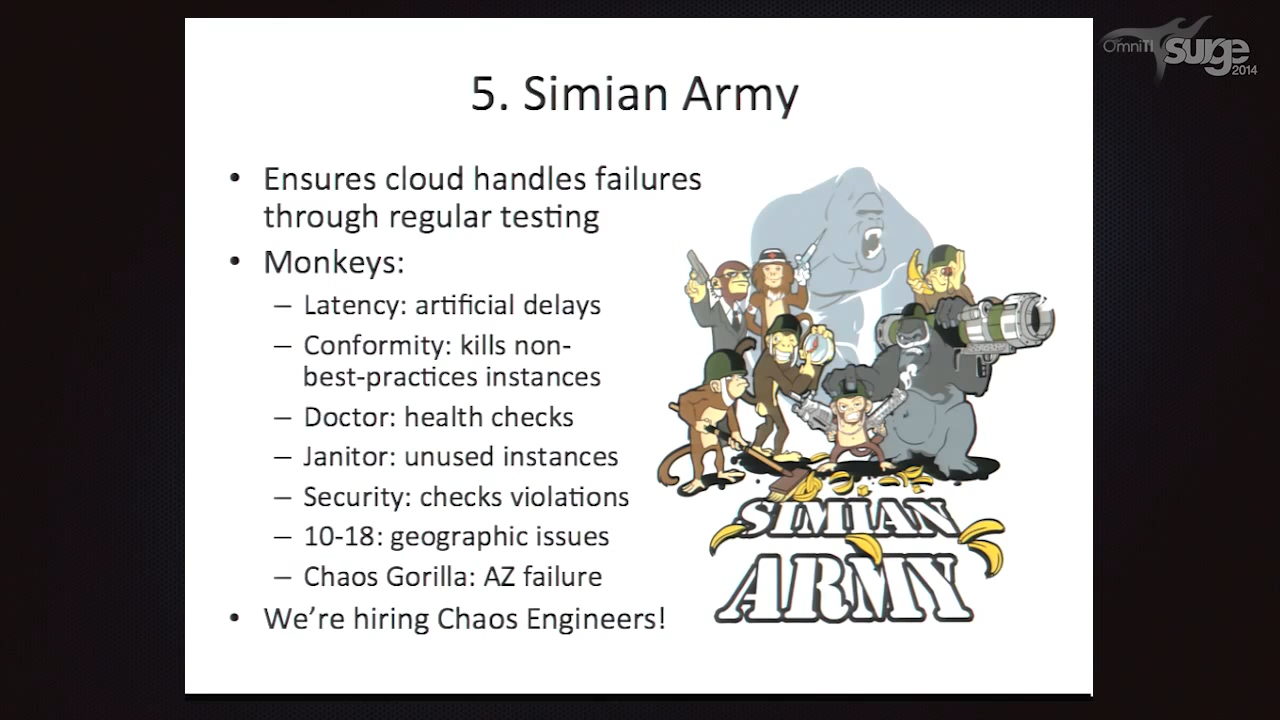 OmniTI surge 2014
5. Simian Army
• Ensures cloud handles failures
through regular testing
• Monkeys:
– Latency: artificial delays
– Conformity: kills non-
best-practices instances
– Doctor: health checks
– Janitor: unused instances
– Security: checks violations
– 10-18: geographic issues
– Chaos Gorilla: AZ failure
• We’re hiring Chaos Engineers!
SIMIAN
ARMY